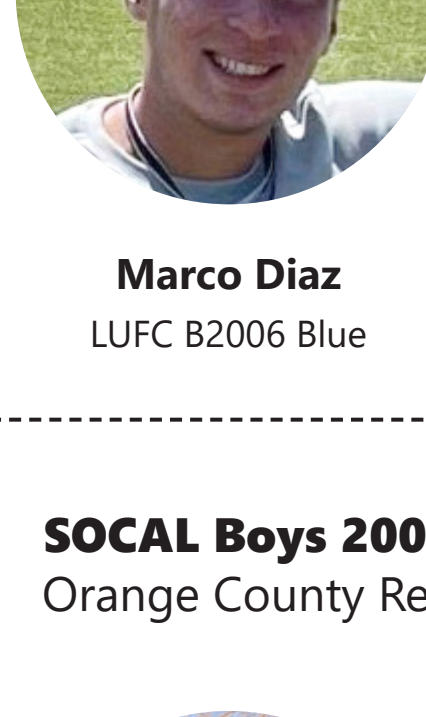 Marco Diaz
LUFC B2006 Blue
SOCAL Boys 200
Orange County Re